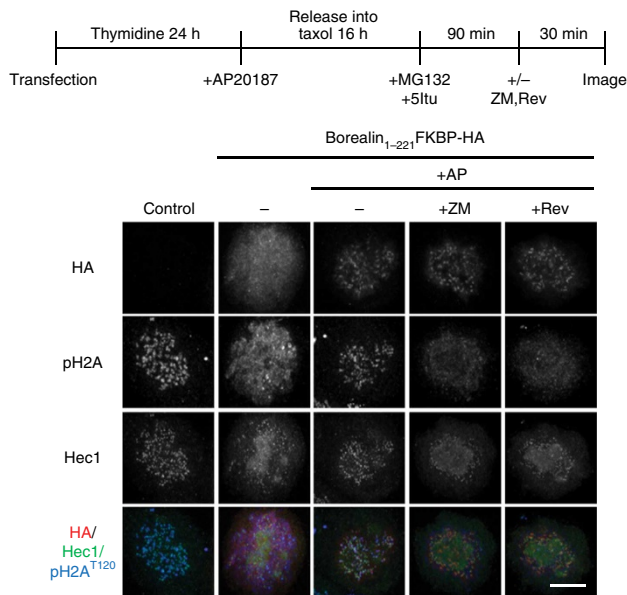 Thymidine 24 h
Release into
taxol 16 h
90 min
30 min
Transfection
+AP20187
+MG132
+5Itu
+/–
ZM,Rev
Image
Borealin1–221FKBP-HA
+AP
Control
–
–
+ZM
+Rev
HA
pH2A
Hec1
HA/
Hec1/
pH2AT120